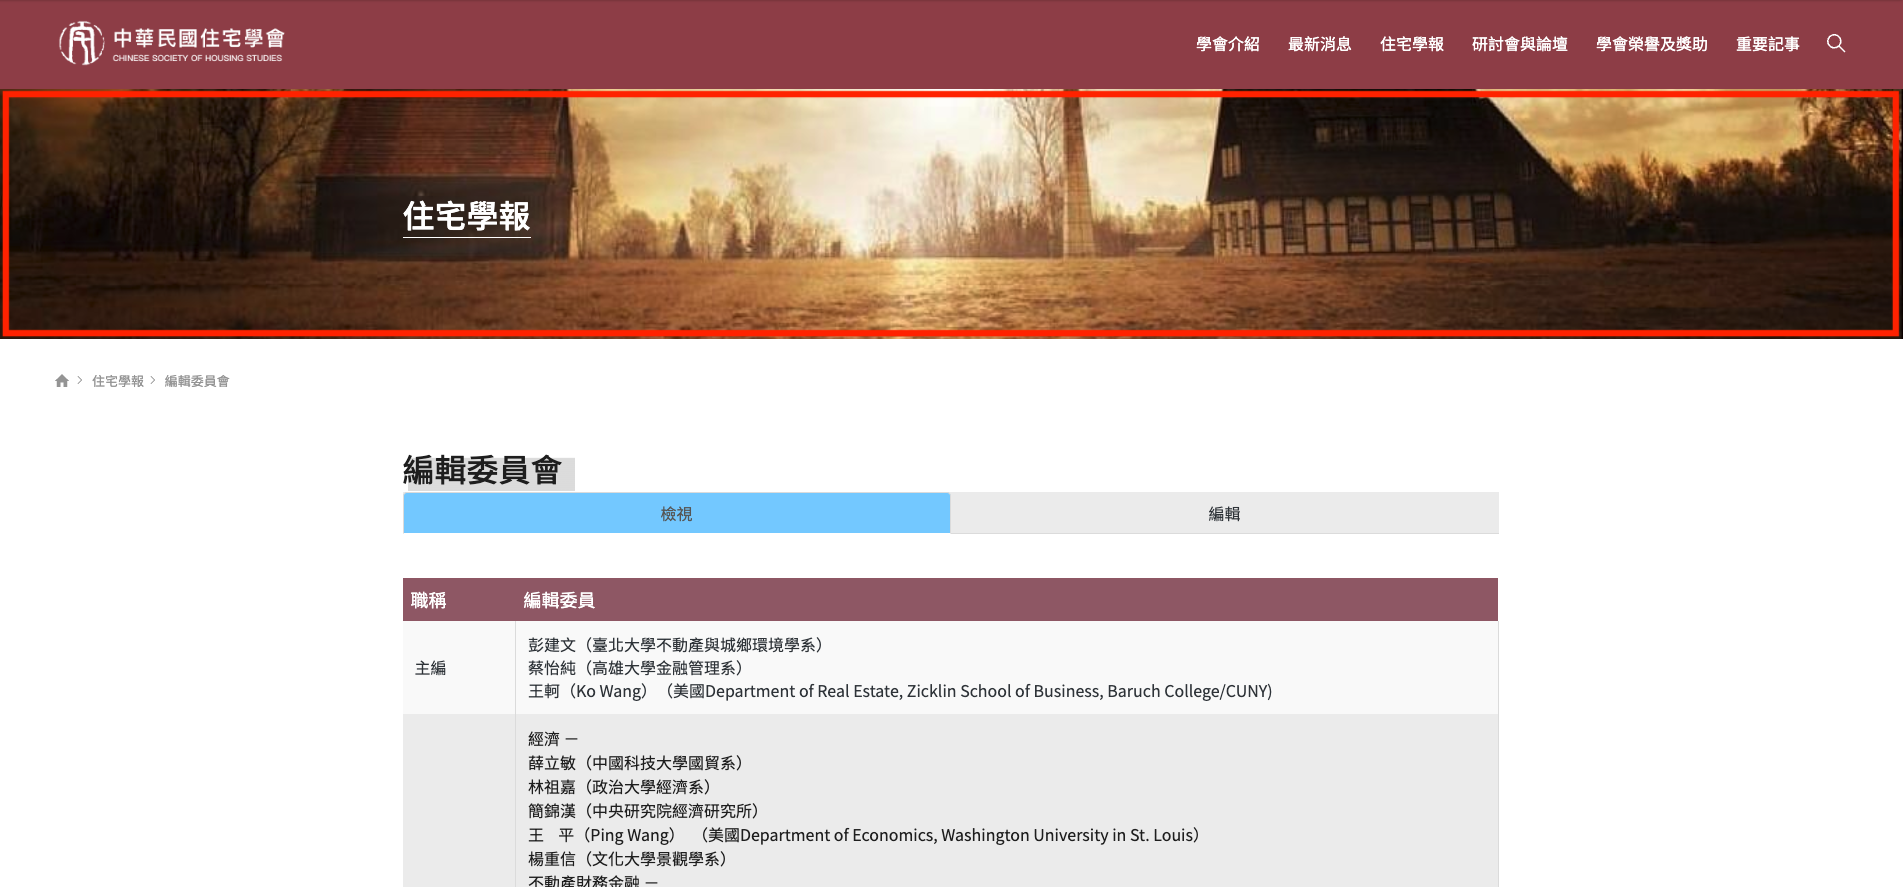 中華民國住宅學會
CHINESE SOCIETY OF HOUSING STUDIES
學會介紹 最新消息 住宅學報 研討會與論壇 學會榮譽及獎助 重要記事
住宅學報
住宅學報 > 編輯委員會
編輯委員會
檢視 編輯
職稱 編輯委員
主編
彭建文（臺北大學不動產與城鄉環境學系）
蔡怡純（高雄大學金融管理系）
王軻（Ko Wang）（美國Department of Real Estate, Zicklin School of Business, Baruch College/CUNY)
經濟 －
薛立敏（中國科技大學國貿系）
林祖嘉（政治大學經濟系）
簡錦漢（中央研究院經濟研究所）
王　平（Ping Wang）（美國Department of Economics, Washington University in St. Louis）
楊重信（文化大學景觀學系）
不動產財務金融 －